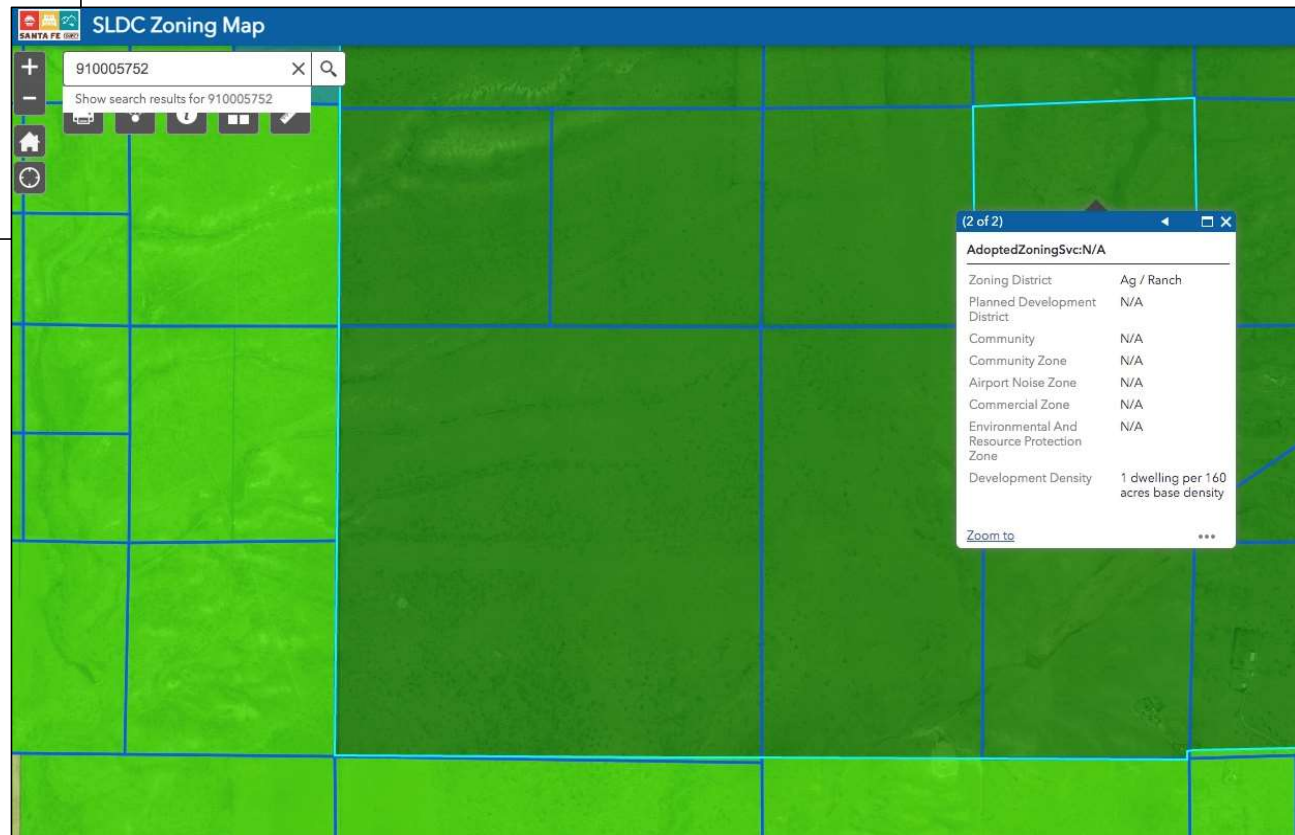 SANTA FE
SLDC Zoning Map
+
910005752
Show search results for 910005752
−
(2 of 2)
AdoptedZoningSvc:N/A
Zoning District Ag / Ranch
Planned Development N/A
District
Community N/A
Community Zone N/A
Airport Noise Zone N/A
Commercial Zone N/A
Environmental And N/A
Resource Protection
Zone
Development Density 1 dwelling per 160
acres base density
Zoom to